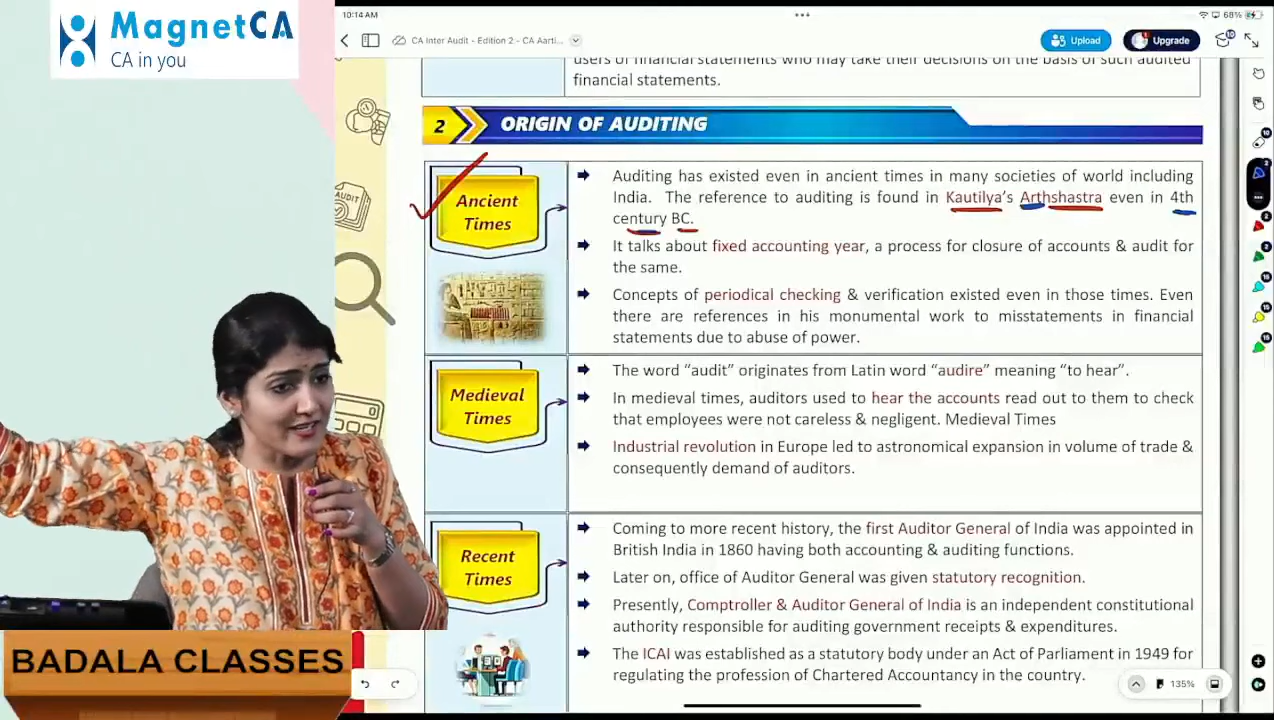 MagnetCA
CA in you
10:14 AM
68%
CA Inter Audit - Edition 2 - CA Aarti...
Upload
Upgrade
users of financial statements who may take their decisions on the basis of such audited
financial statements.
2 ORIGIN OF AUDITING
Ancient
Times
Auditing has existed even in ancient times in many societies of world including
India. The reference to auditing is found in Kautilya's Arthshastra even in 4th
century BC.
It talks about fixed accounting year, a process for closure of accounts & audit for
the same.
Concepts of periodical checking & verification existed even in those times. Even
there are references in his monumental work to misstatements in financial
statements due to abuse of power.
Medieval
Times
The word “audit” originates from Latin word “audire” meaning “to hear”.
In medieval times, auditors used to hear the accounts read out to them to check
that employees were not careless & negligent. Medieval Times
Industrial revolution in Europe led to astronomical expansion in volume of trade &
consequently demand of auditors.
Recent
Times
Coming to more recent history, the first Auditor General of India was appointed in
British India in 1860 having both accounting & auditing functions.
Later on, office of Auditor General was given statutory recognition.
Presently, Comptroller & Auditor General of India is an independent constitutional
authority responsible for auditing government receipts & expenditures.
The ICAI was established as a statutory body under an Act of Parliament in 1949 for
regulating the profession of Chartered Accountancy in the country.
AUDIT
135%
BADALA CLASSES